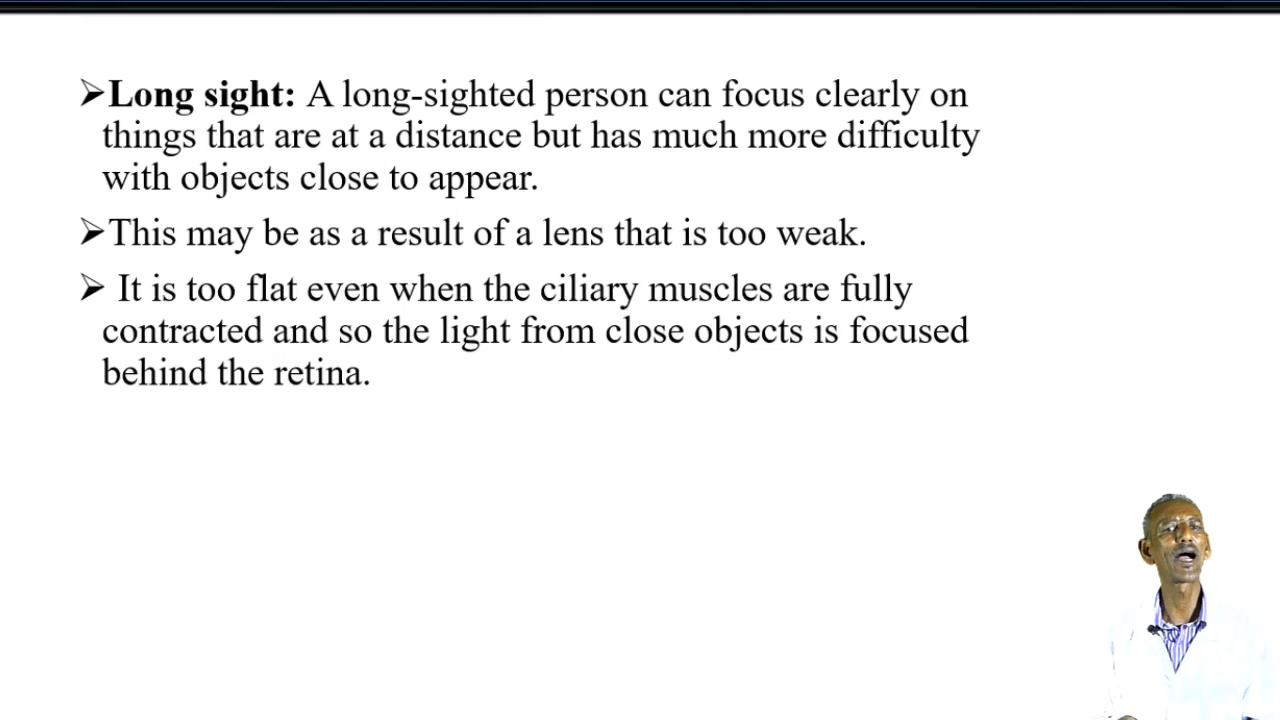 ➢Long sight: A long-sighted person can focus clearly on
things that are at a distance but has much more difficulty
with objects close to appear.
➢This may be as a result of a lens that is too weak.
➢ It is too flat even when the ciliary muscles are fully
contracted and so the light from close objects is focused
behind the retina.